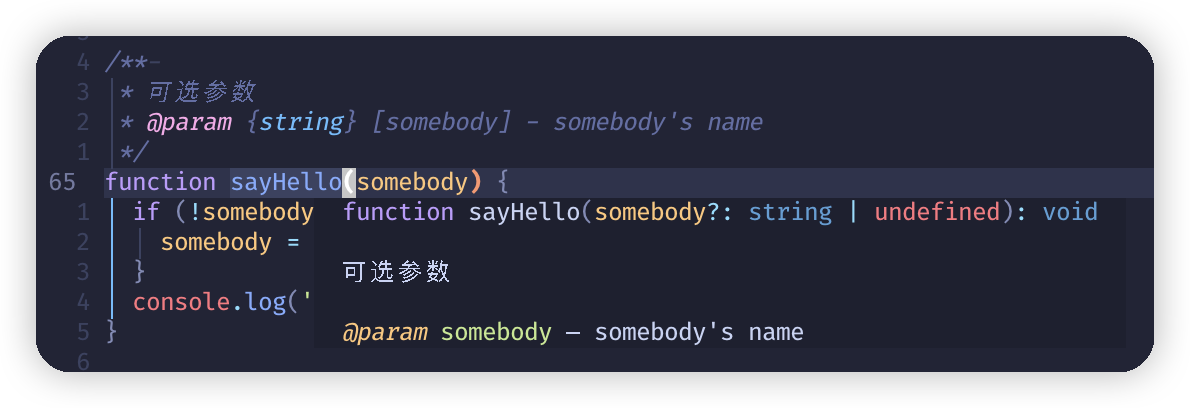 4 /**
3 * 可选参数
2 * @param {string} [somebody] - somebody's name
1 */
65 function sayHello(somebody) {
1 if (!somebody function sayHello(somebody?: string | undefined): void
2 somebody =
3 } 可选参数
4 console.log('
5 } @param somebody — somebody's name
6